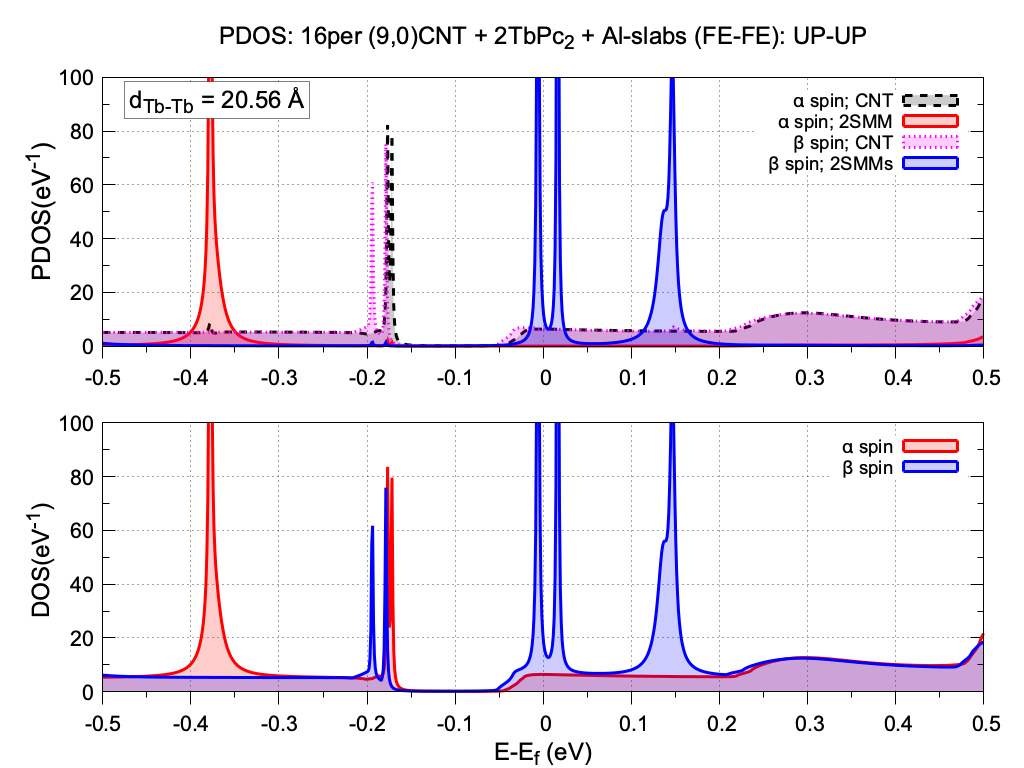 PDOS: 16per (9,0)CNT + 2TbPc2 + Al-slabs (FE-FE): UP-UP
dTb-Tb = 20.56 Å
α spin; CNT
α spin; 2SMM
β spin; CNT
β spin; 2SMMs
PDOS(eV-1)
100
80
60
40
20
0
-0.5 -0.4 -0.3 -0.2 -0.1 0 0.1 0.2 0.3 0.4 0.5
α spin
β spin
DOS(eV-1)
100
80
60
40
20
0
-0.5 -0.4 -0.3 -0.2 -0.1 0 0.1 0.2 0.3 0.4 0.5
E-Ef (eV)